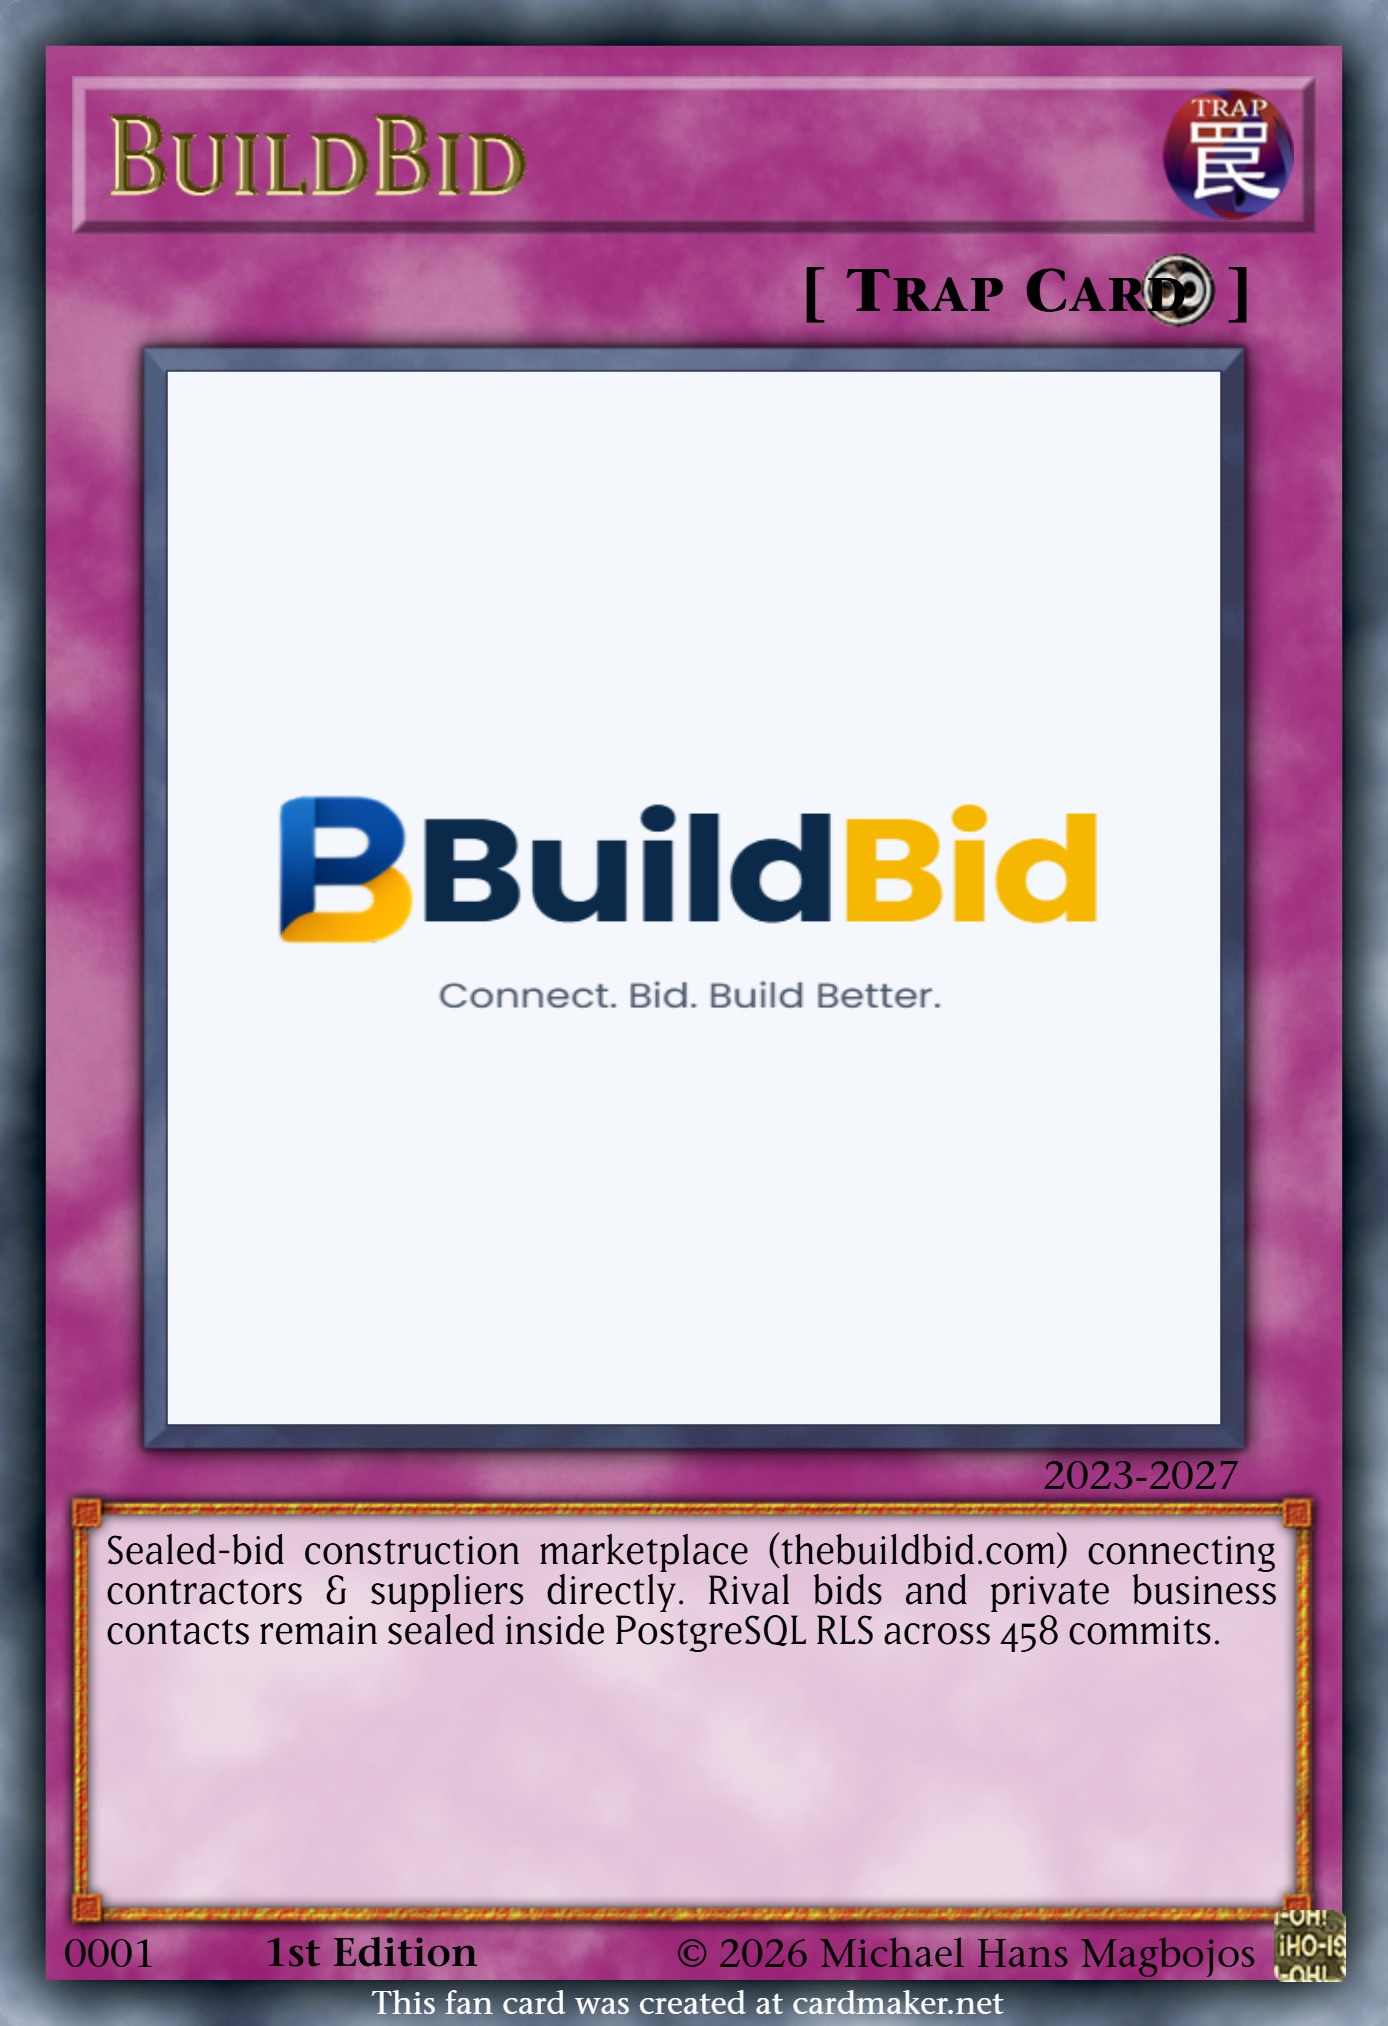 BuildBid
TRAP
罠
[ Trap Card ]
B BuildBid
Connect. Bid. Build Better.
2023-2027
Sealed-bid construction marketplace (thebuildbid.com) connecting
contractors & suppliers directly. Rival bids and private business
contacts remain sealed inside PostgreSQL RLS across 458 commits.
0001 1st Edition © 2026 Michael Hans Magbojos
This fan card was created at cardmaker.net